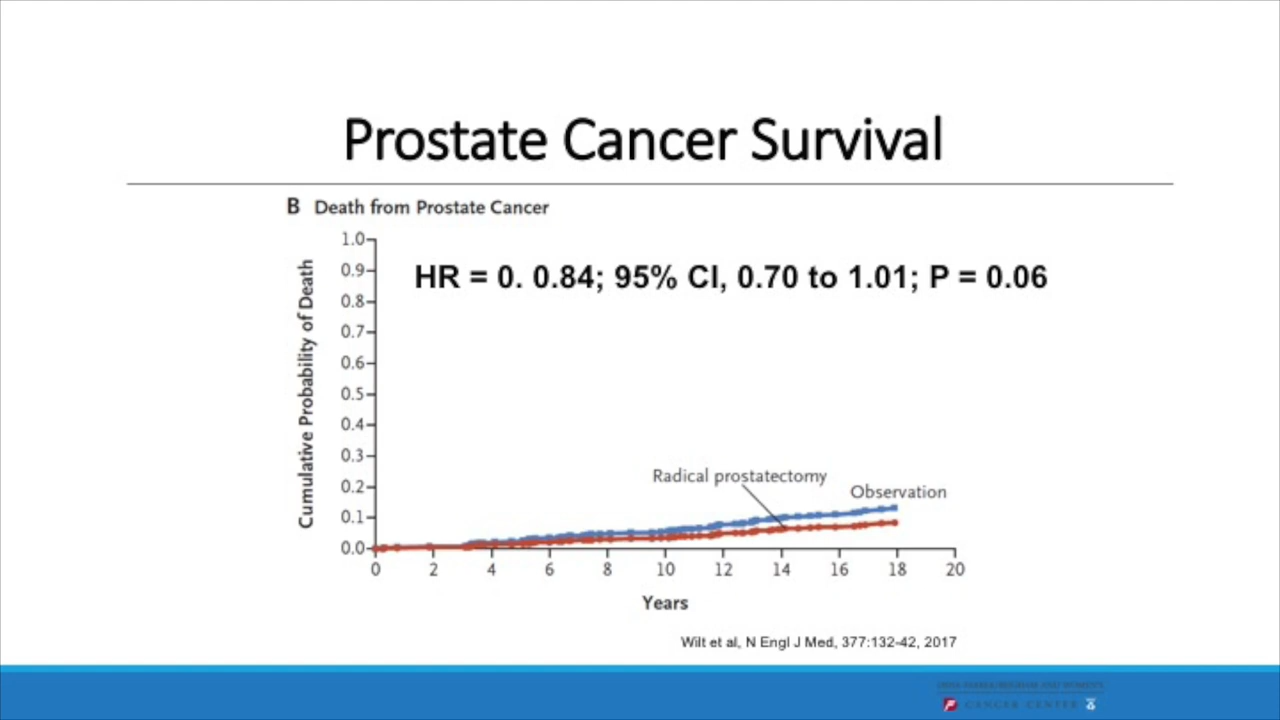 Prostate Cancer Survival
B Death from Prostate Cancer
HR = 0. 0.84; 95% CI, 0.70 to 1.01; P = 0.06
Cumulative Probability of Death
1.0
0.9
0.8
0.7
0.6
0.5
0.4
0.3
0.2
0.1
0.0
Radical prostatectomy
Observation
0 2 4 6 8 10 12 14 16 18 20
Years
Wilt et al, N Engl J Med, 377:132-42, 2017
CANCER CENTER